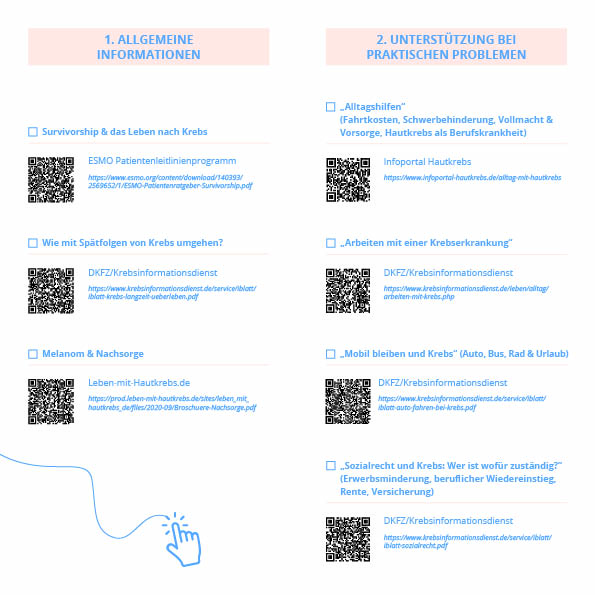 1. ALLGEMEINE
INFORMATIONEN
Survivorship & das Leben nach Krebs
ESMO Patientenleitlinienprogramm
https://www.esmo.org/content/download/140393/
2569652/1/ESMO-Patientenratgeber-Survivorship.pdf
Wie mit Spätfolgen von Krebs umgehen?
DKFZ/Krebsinformationsdienst
https://www.krebsinformationsdienst.de/service/iblatt/
iblatt-krebs-langzeit-ueberleben.pdf
Melanom & Nachsorge
Leben-mit-Hautkrebs.de
https://prod.leben-mit-hautkrebs.de/sites/leben_mit_
hautkrebs_de/files/2020-09/Broschuere-Nachsorge.pdf
2. UNTERSTÜTZUNG BEI
PRAKTISCHEN PROBLEMEN
„Alltagshilfen“
(Fahrtkosten, Schwerbehinderung, Vollmacht &
Vorsorge, Hautkrebs als Berufskrankheit)
Infoportal Hautkrebs
https://www.infoportal-hautkrebs.de/alltag-mit-hautkrebs
„Arbeiten mit einer Krebserkrankung“
DKFZ/Krebsinformationsdienst
https://www.krebsinformationsdienst.de/leben/alltag/
arbeiten-mit-krebs.php
„Mobil bleiben und Krebs“ (Auto, Bus, Rad & Urlaub)
DKFZ/Krebsinformationsdienst
https://www.krebsinformationsdienst.de/service/iblatt/
iblatt-auto-fahren-bei-krebs.pdf
„Sozialrecht und Krebs: Wer ist wofür zuständig?“
(Erwerbsminderung, beruflicher Wiedereinstieg,
Rente, Versicherung)
DKFZ/Krebsinformationsdienst
https://www.krebsinformationsdienst.de/service/iblatt/
iblatt-sozialrecht.pdf